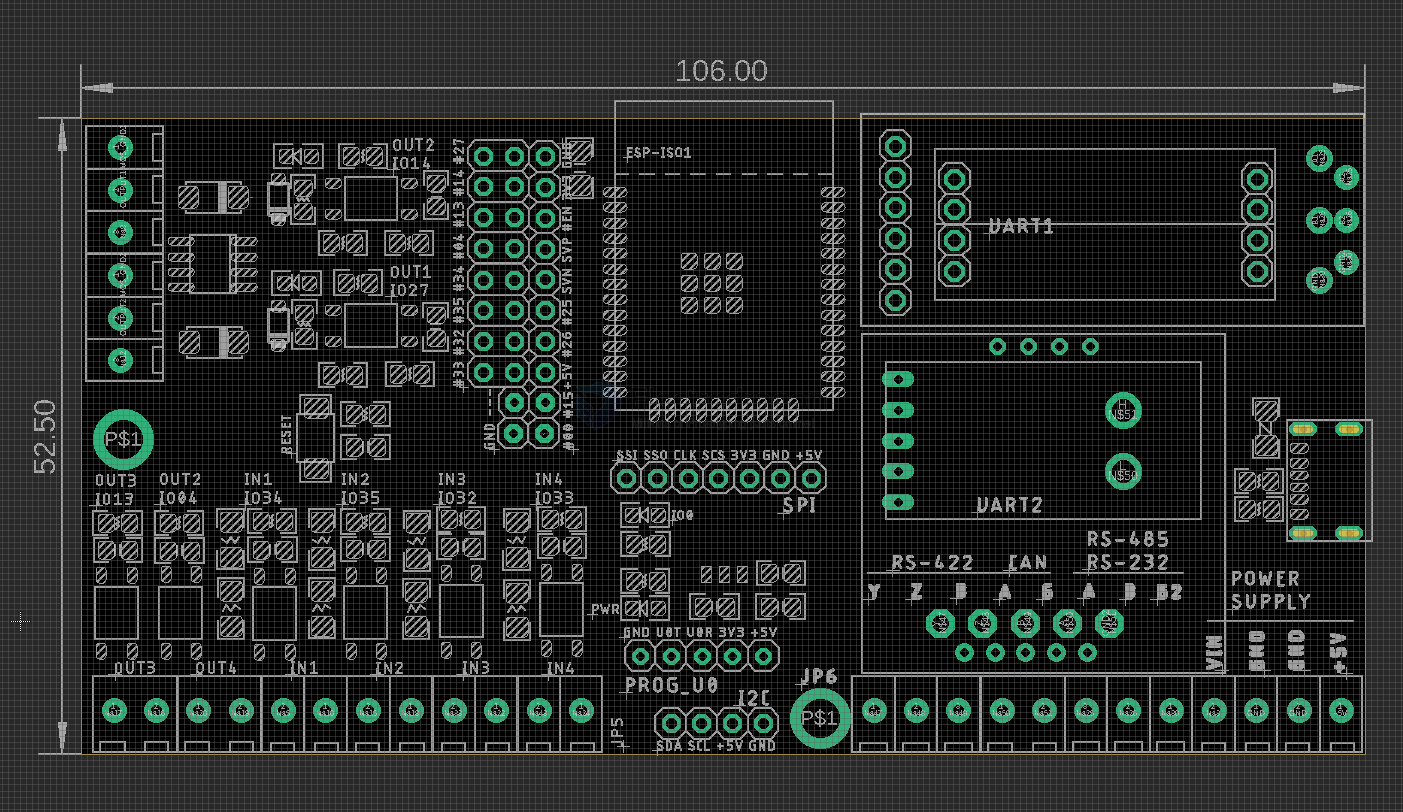 106.00
52.50
OUT2
IO14
#27
#14
#13
#04
#34
#35
#32
#33
#EN
SVP
SVN
#25
#26
+5V
#15
#00
GND
ESP-ISO1
UART1
OUT1
IO27
RESET
P$1
OUT3
IO13
OUT2
IO04
IN1
IO34
IN2
IO35
IN3
IO32
IN4
IO33
SSI SSO CLK SCS 3V3 GND +5V
SPI
IO0
PWR
UART2
N$51
N$50
RS-485
RS-422 CAN RS-232
Y Z B A Б A B Б2
POWER
SUPPLY
VIN
GND
GND
+5V
GND U0T U0R 3V3 +5V
PROG_U0
OUT3 OUT4 IN1 IN2 IN3 IN4
JP6
P$1
I2C
JP5
SDA SCL +5V GND